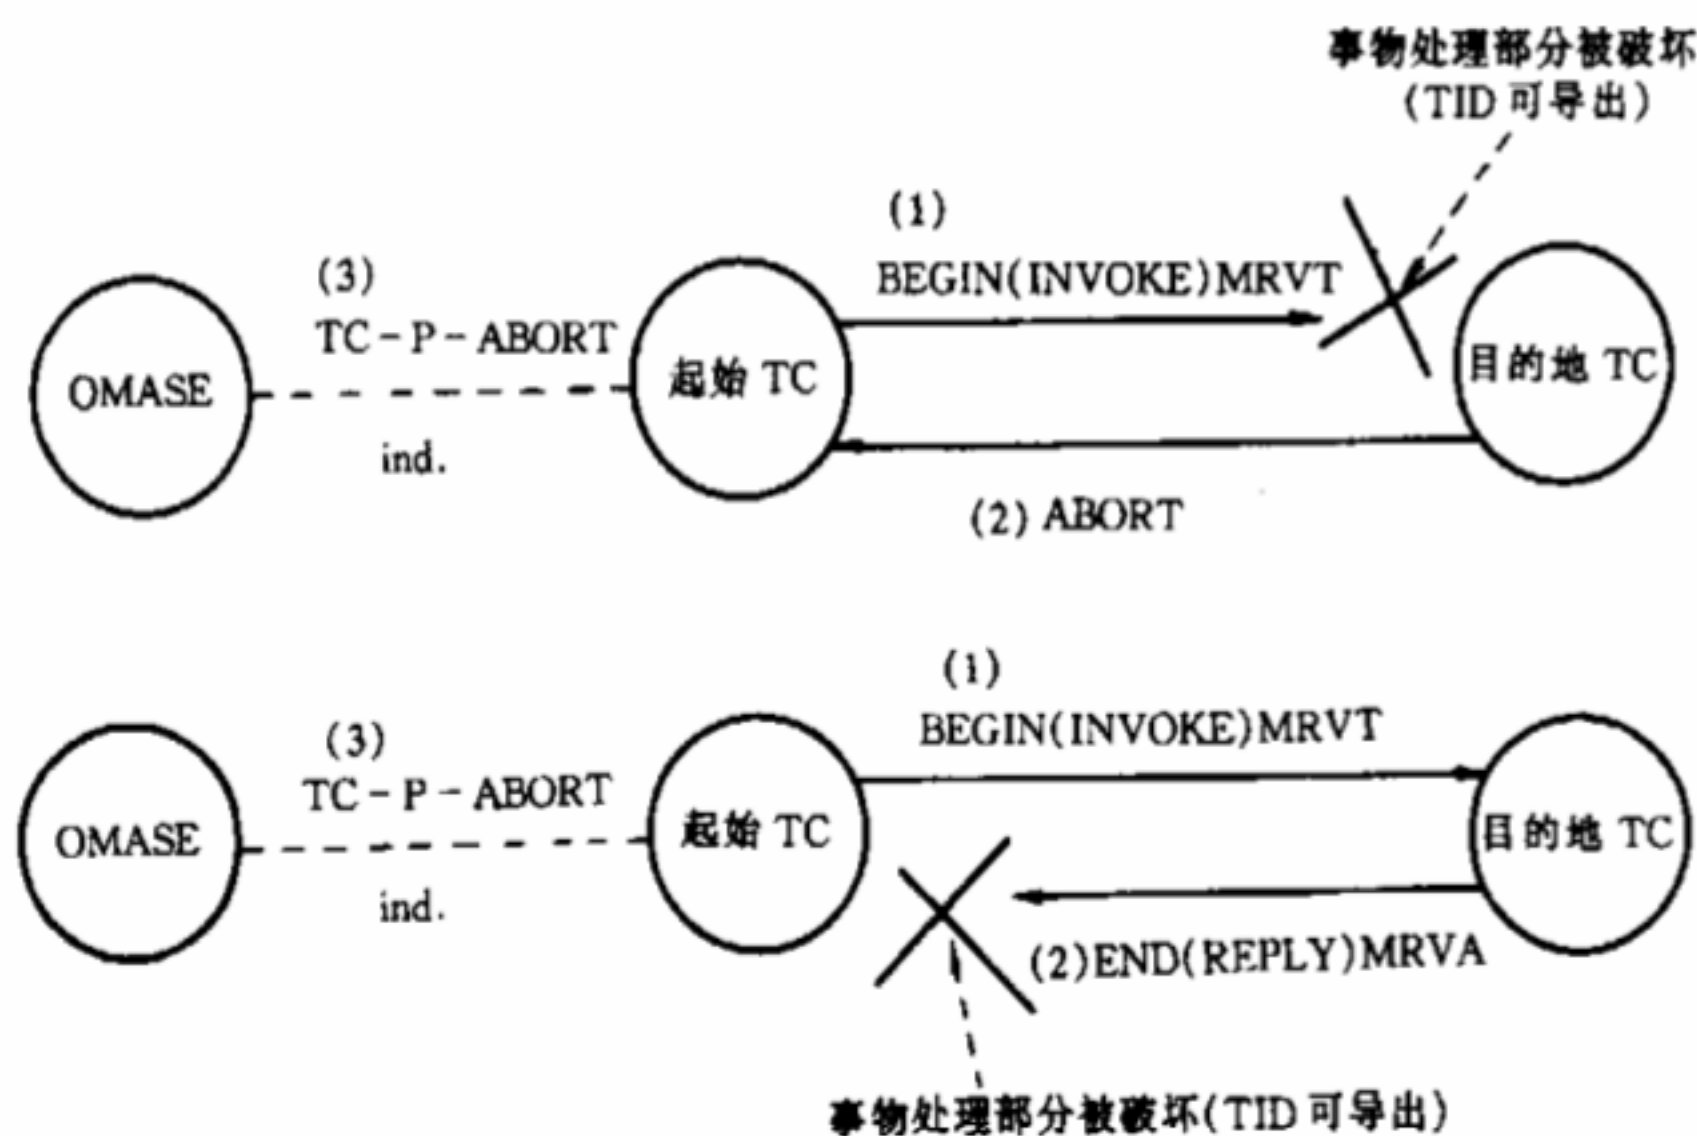 事物处理部分被破坏
(TID 可导出)
(1)
BEGIN(INVOKE)MRVT
(3)
TC-P-ABORT
OMASE
起始 TC
目的地 TC
ind.
(2) ABORT
(1)
BEGIN(INVOKE)MRVT
(3)
TC-P-ABORT
OMASE
起始 TC
目的地 TC
ind.
(2)END(REPLY)MRVA
事物处理部分被破坏(TID 可导出)